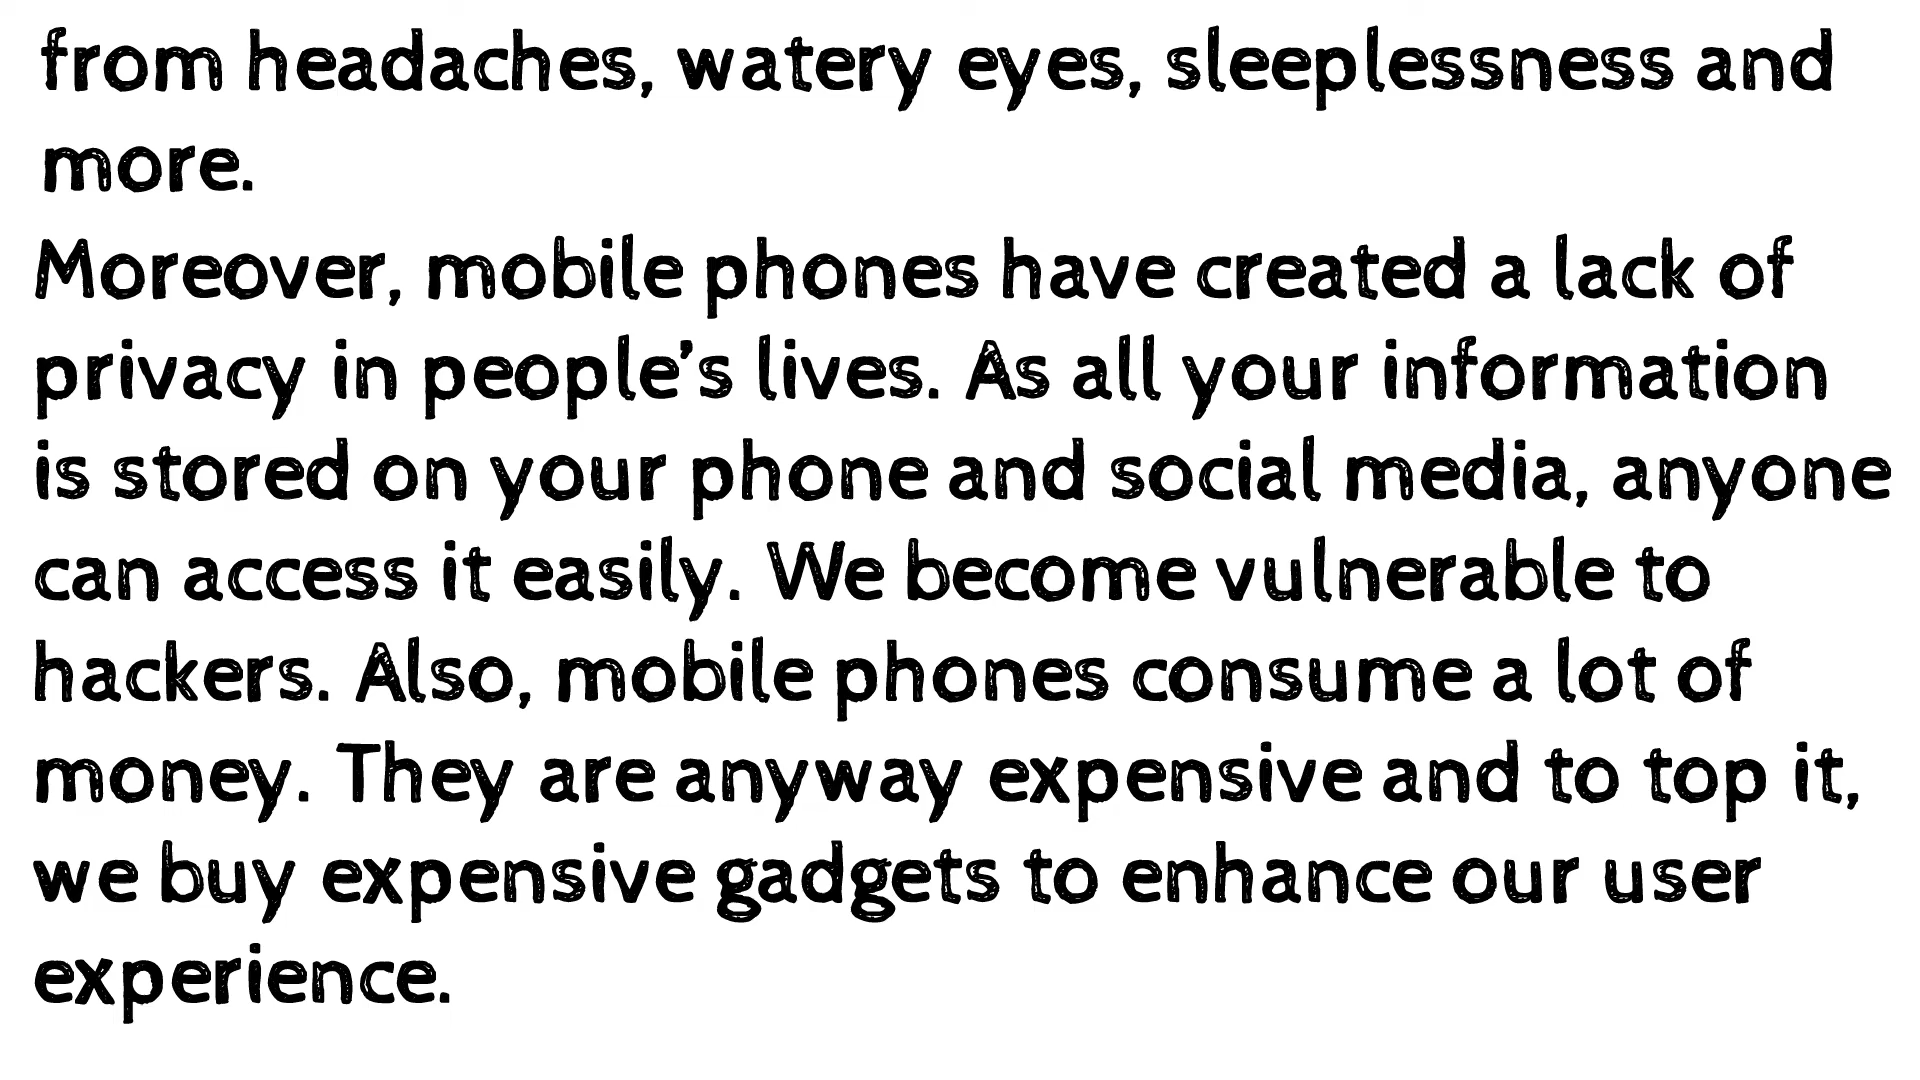 from headaches, watery eyes, sleeplessness and
more.
Moreover, mobile phones have created a lack of
privacy in people's lives. As all your information
is stored on your phone and social media, anyone
can access it easily. We become vulnerable to
hackers. Also, mobile phones consume a lot of
money. They are anyway expensive and to top it,
we buy expensive gadgets to enhance our user
experience.